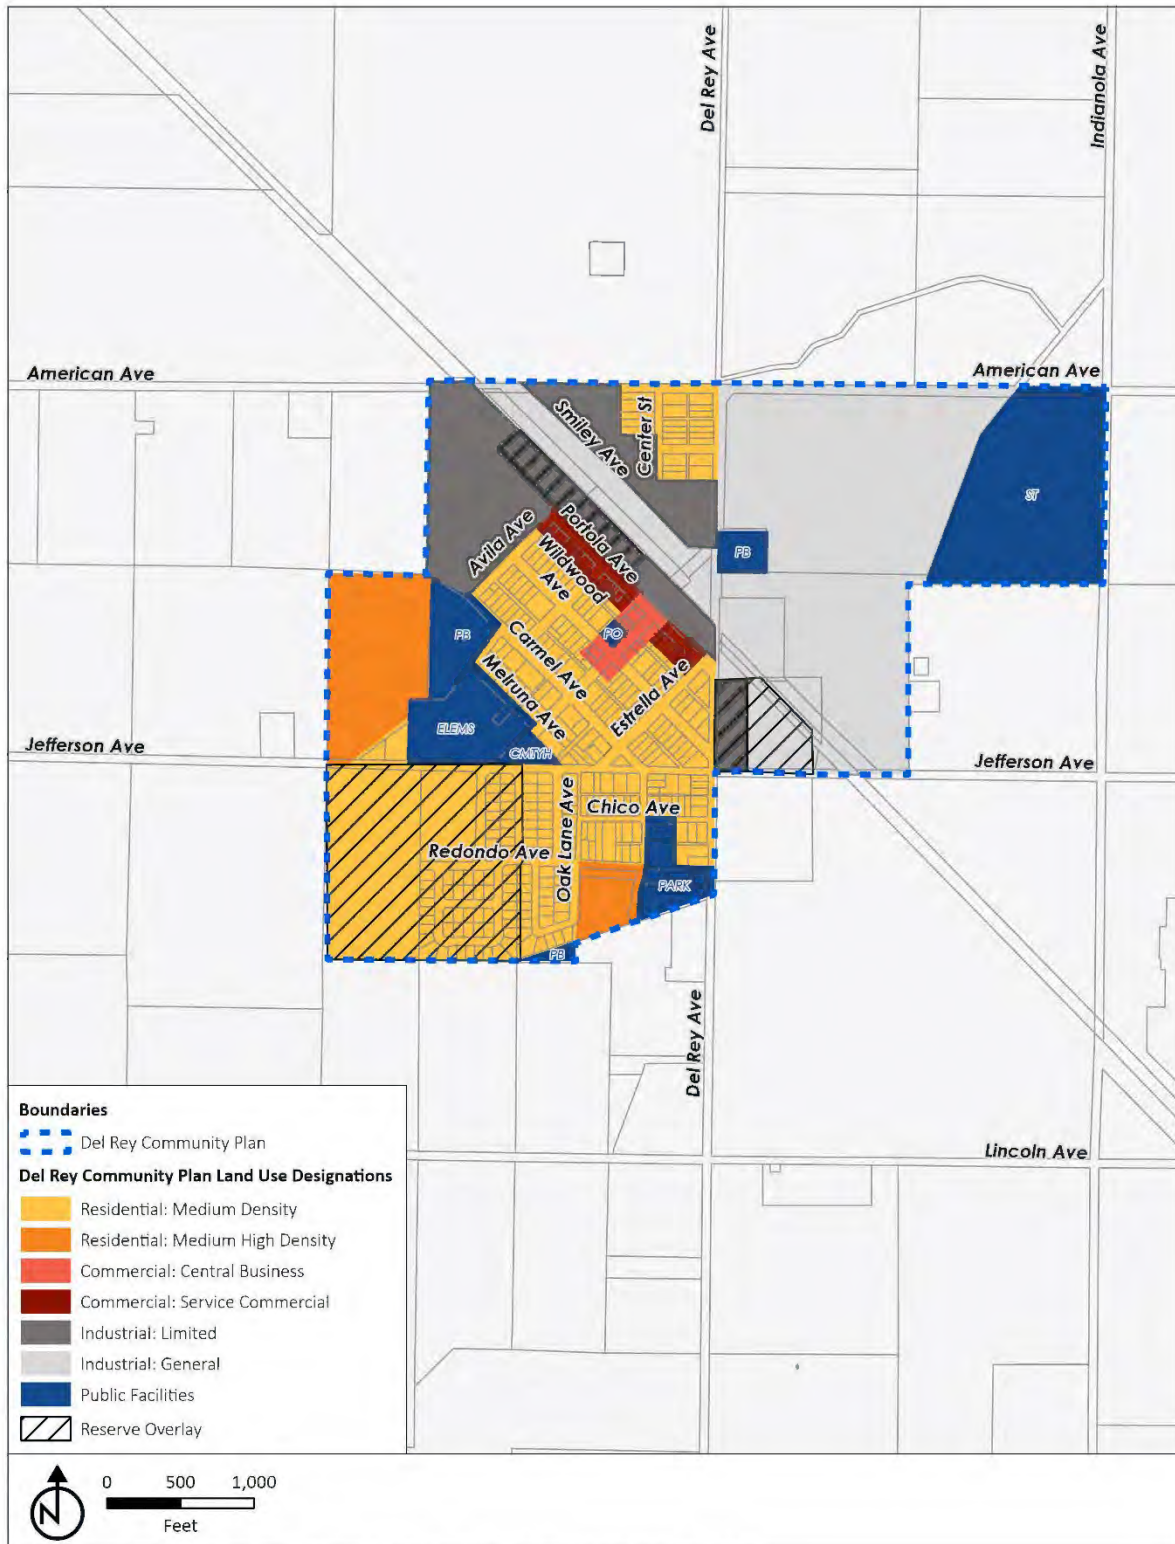 Del Rey Ave
Indianola Ave
American Ave
American Ave
Smiley Ave
Center St
ST
Avila Ave
Portola Ave
Wildwood
Ave
PB
PB
PO
Carmel Ave
Melruna Ave
Estrella Ave
ELEMS
CMTYH
Jefferson Ave
Jefferson Ave
Chico Ave
Redondo Ave
Oak Lane Ave
PARK
PB
Del Rey Ave
Lincoln Ave
Boundaries
Del Rey Community Plan
Del Rey Community Plan Land Use Designations
Residential: Medium Density
Residential: Medium High Density
Commercial: Central Business
Commercial: Service Commercial
Industrial: Limited
Industrial: General
Public Facilities
Reserve Overlay
N
0 500 1,000
Feet